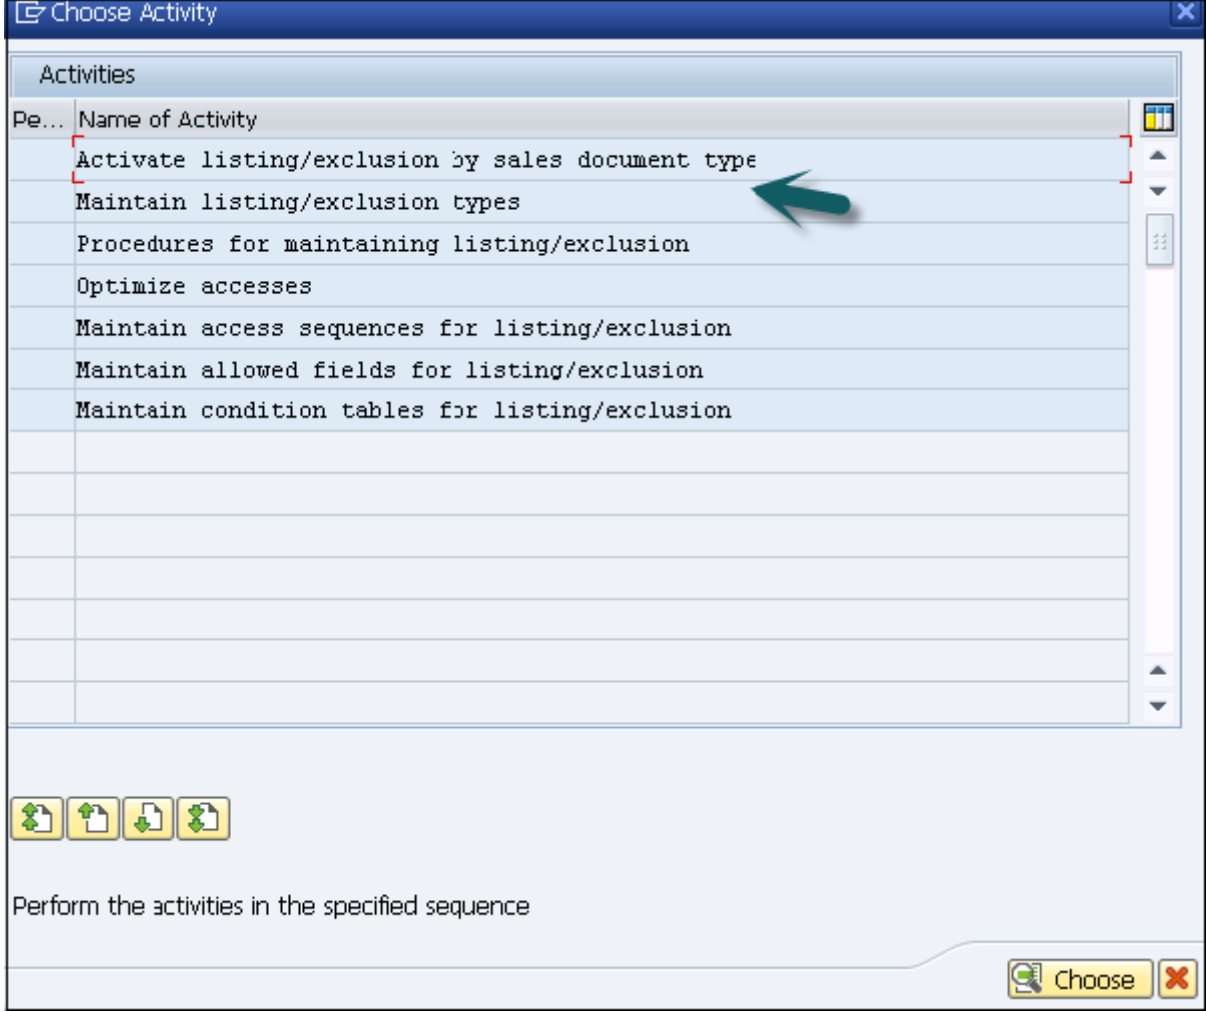 Choose Activity
Activities
Pe... Name of Activity
Activate listing/exclusion by sales document type
Maintain listing/exclusion types
Procedures for maintaining listing/exclusion
Optimize accesses
Maintain access sequences for listing/exclusion
Maintain allowed fields for listing/exclusion
Maintain condition tables for listing/exclusion
Perform the activities in the specified sequence
Choose